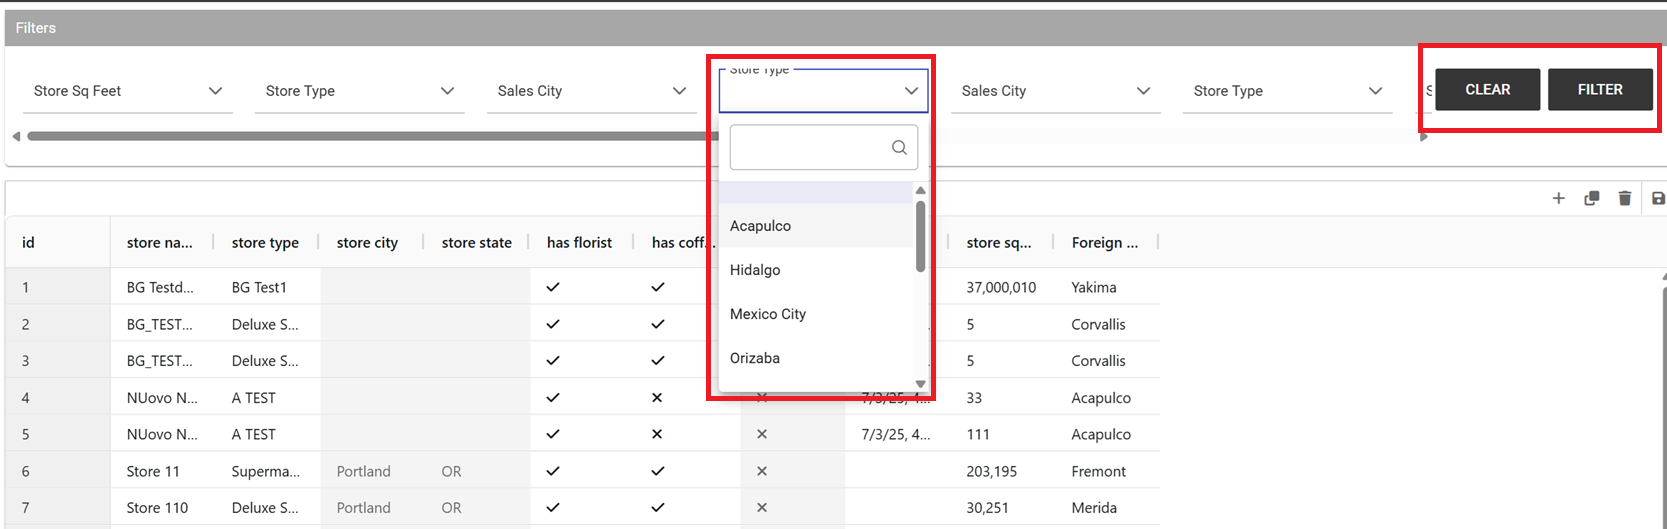 Filters
Store Sq Feet Store Type Sales City Store Type Sales City Store Type CLEAR FILTER
Acapulco
Hidalgo
Mexico City
Orizaba
id store na... store type store city store state has florist has coff... store sq... Foreign ...
1 BG Testd... BG Test1 37,000,010 Yakima
2 BG_TEST... Deluxe S... 5 Corvallis
3 BG_TEST... Deluxe S... 5 Corvallis
4 NUovo N... A TEST 7/3/25, 4... 33 Acapulco
5 NUovo N... A TEST 7/3/25, 4... 111 Acapulco
6 Store 11 Superma... Portland OR 203,195 Fremont
7 Store 110 Deluxe S... Portland OR 30,251 Merida